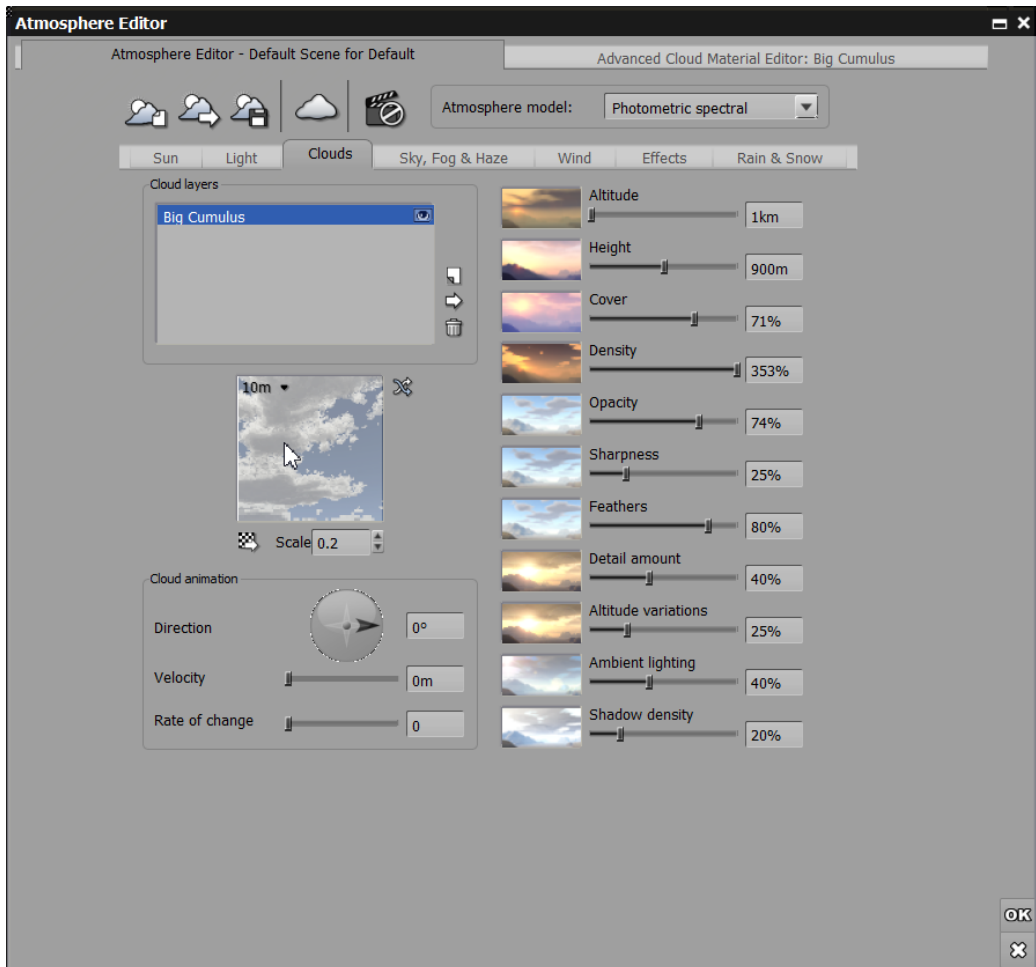 Atmosphere Editor
Atmosphere Editor - Default Scene for Default
Advanced Cloud Material Editor: Big Cumulus
Atmosphere model:
Photometric spectral
Sun
Light
Clouds
Sky, Fog & Haze
Wind
Effects
Rain & Snow
Cloud layers
Big Cumulus
10m
Scale 0.2
Cloud animation
Direction
0º
Velocity
0m
Rate of change
0
Altitude
1km
Height
900m
Cover
71%
Density
353%
Opacity
74%
Sharpness
25%
Feathers
80%
Detail amount
40%
Altitude variations
25%
Ambient lighting
40%
Shadow density
20%
OK